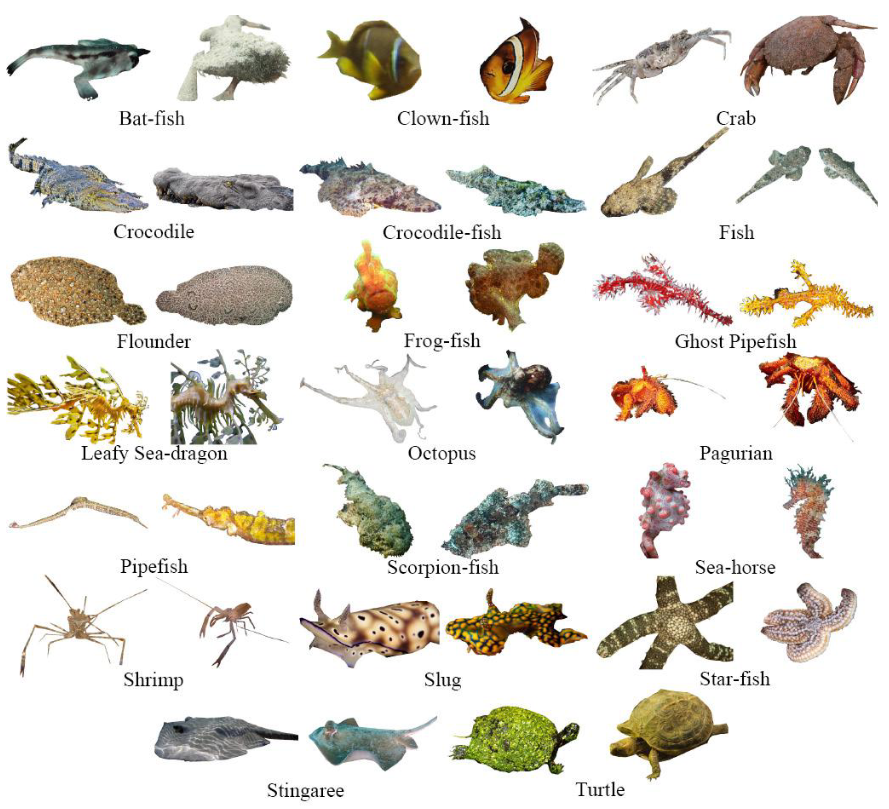 Bat-fish
Clown-fish
Crab
Crocodile
Crocodile-fish
Fish
Flounder
Frog-fish
Ghost Pipefish
Leafy Sea-dragon
Octopus
Pagurian
Pipefish
Scorpion-fish
Sea-horse
Shrimp
Slug
Star-fish
Stingaree
Turtle